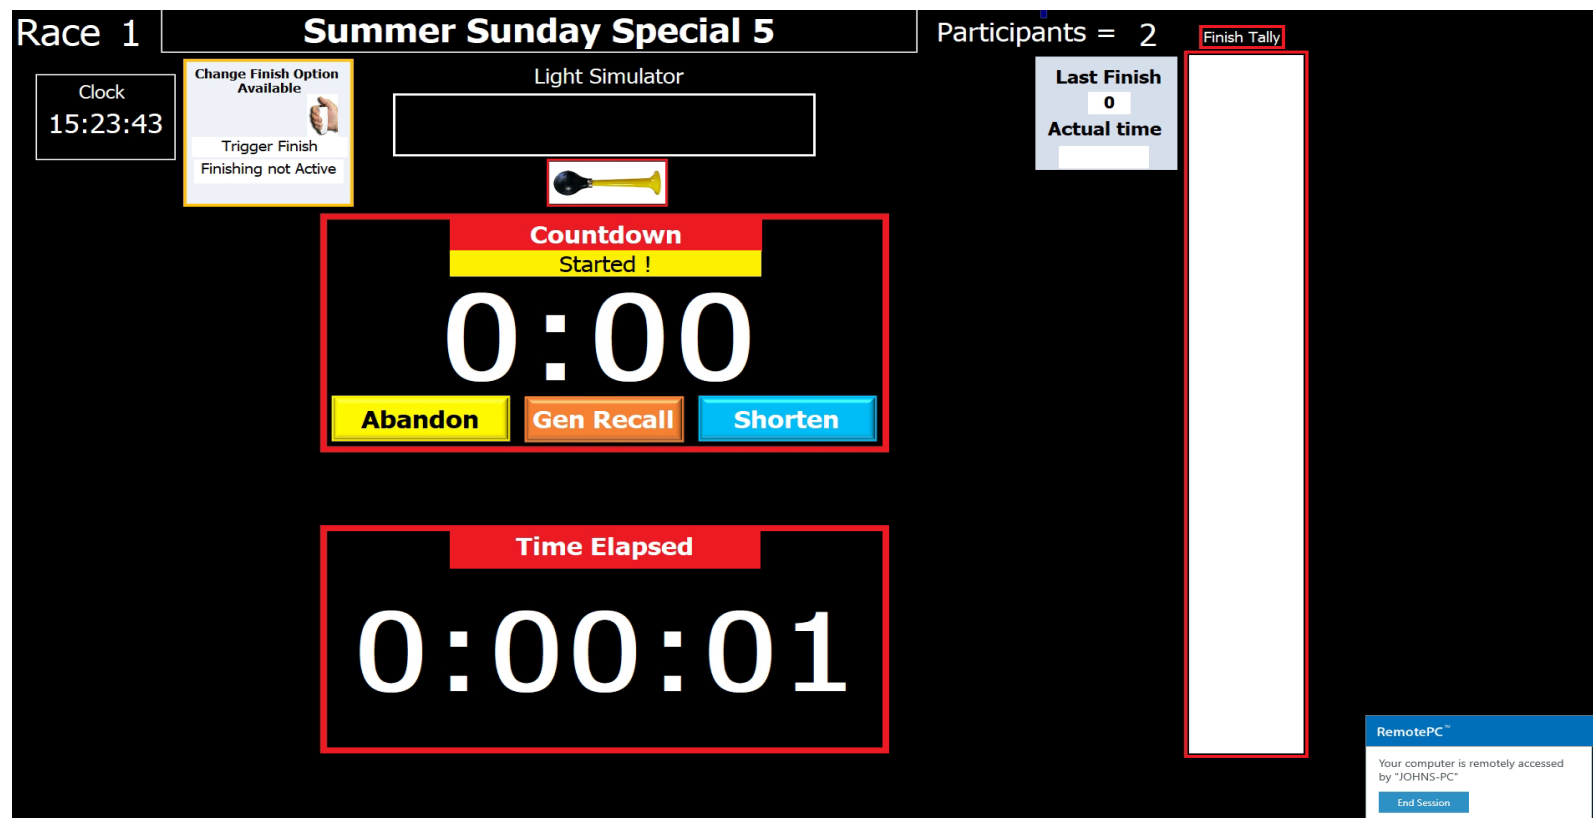 Race 1
Summer Sunday Special 5
Participants = 2
Finish Tally
Clock
15:23:43
Change Finish Option
Available
Trigger Finish
Finishing not Active
Light Simulator
Last Finish
0
Actual time
Countdown
Started !
0:00
Abandon
Gen Recall
Shorten
Time Elapsed
0:00:01
RemotePC™
Your computer is remotely accessed
by "JOHNS-PC"
End Session